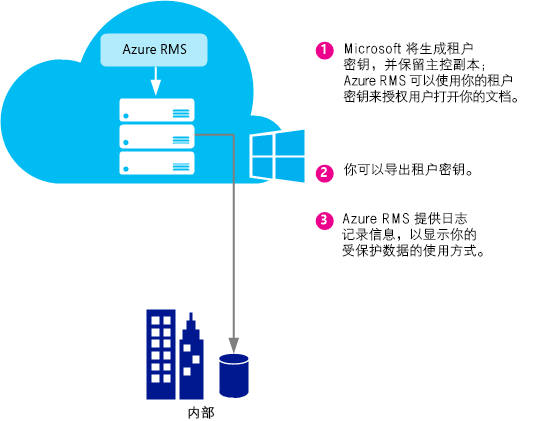 Azure RMS
1 Microsoft 将生成租户
密钥，并保留主控副本；
Azure RMS 可以使用你的租户
密钥来授权用户打开你的文档。
2 你可以导出租户密钥。
3 Azure RMS 提供日志
记录信息，以显示你的
受保护数据的使用方式。
内部